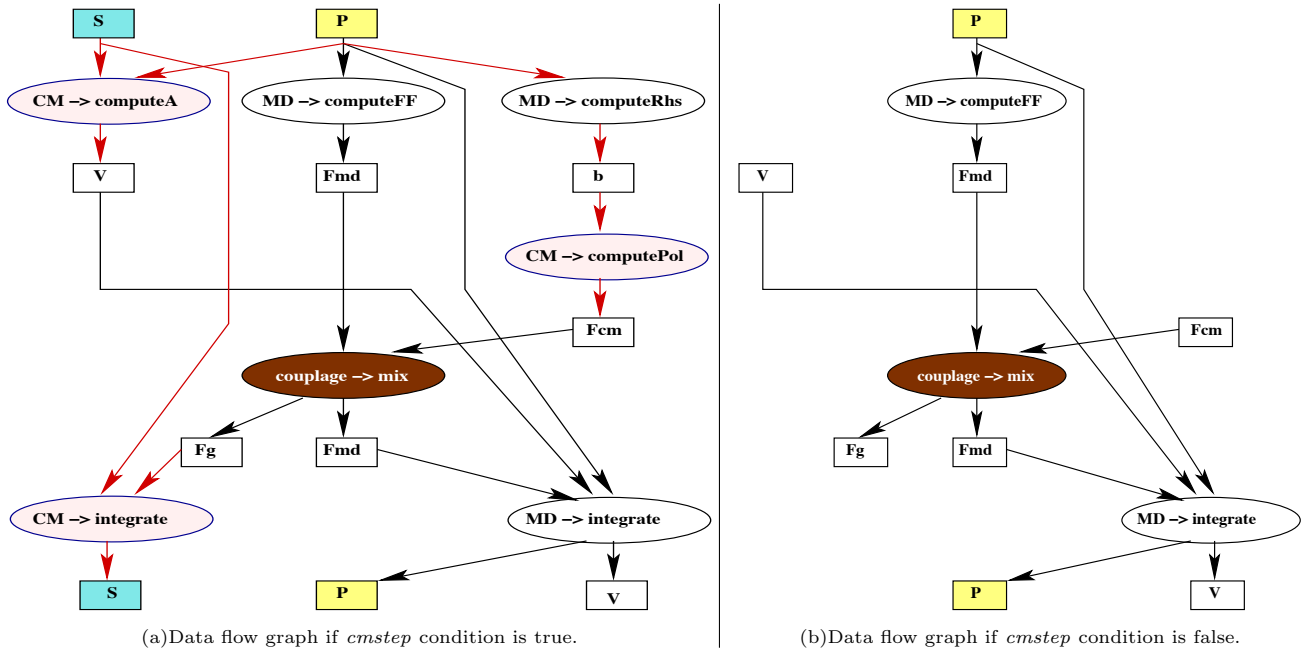 S
P
CM –> computeA
MD –> computeFF
MD –> computeRhs
V
Fmd
b
CM –> computePol
Fcm
couplage –> mix
Fg
Fmd
CM –> integrate
MD –> integrate
S
P
V
(a)Data flow graph if cmstep condition is true.
P
MD –> computeFF
V
Fmd
Fcm
couplage –> mix
Fg
Fmd
MD –> integrate
P
V
(b)Data flow graph if cmstep condition is false.